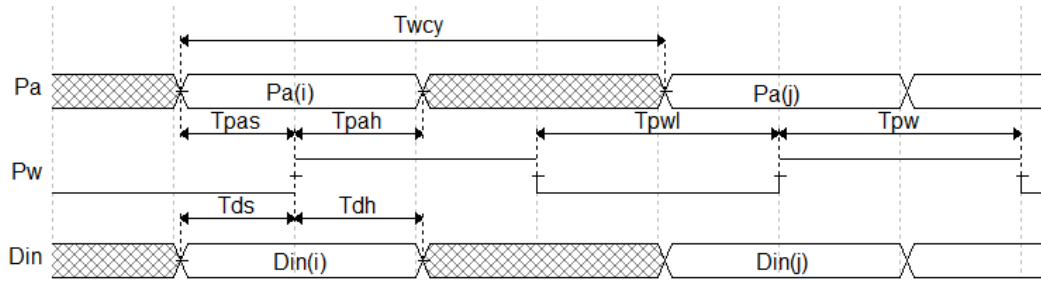 Twcy
Pa Pa(i) Pa(j)
Tpas Tpah Tpwl Tpw
Pw
Tds Tdh
Din Din(i) Din(j)